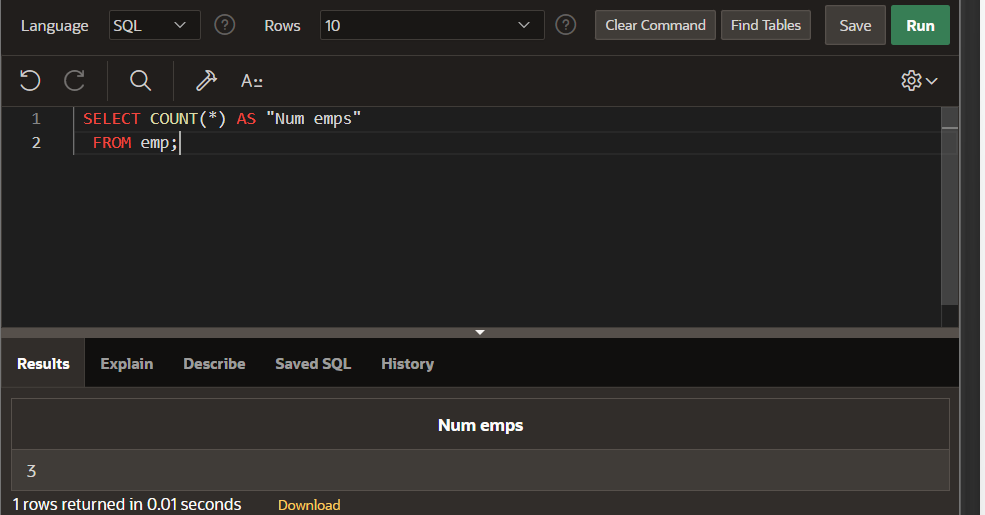 Language SQL Rows 10 Clear Command Find Tables Save Run
A::
1 SELECT COUNT(*) AS "Num emps"
2 FROM emp;
Results Explain Describe Saved SQL History
Num emps
3
1 rows returned in 0.01 seconds Download